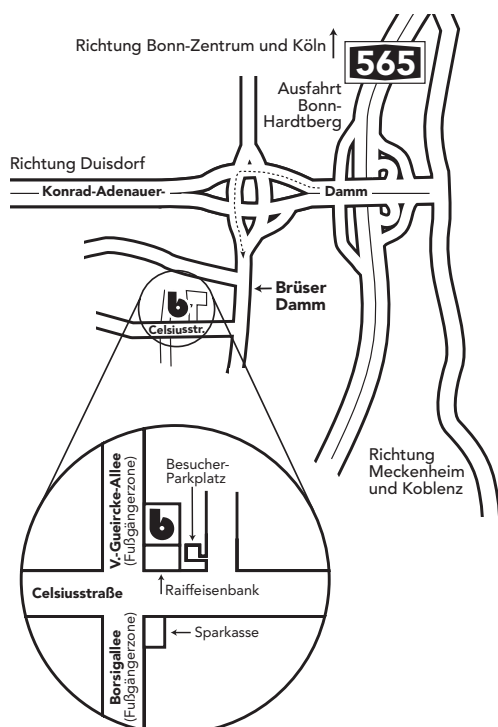 Richtung Bonn-Zentrum und Köln
565
Ausfahrt
Bonn-
Hardtberg
Richtung Duisdorf
Konrad-Adenauer-
Damm
Brüser
Damm
b
Celsiusstr.
Richtung
Meckenheim
und Koblenz
Besucher-
Parkplatz
V.-Gueircke-Allee
(Fußgängerzone)
b
Celsiusstraße
Raiffeisenbank
Borsigallee
(Fußgängerzone)
Sparkasse